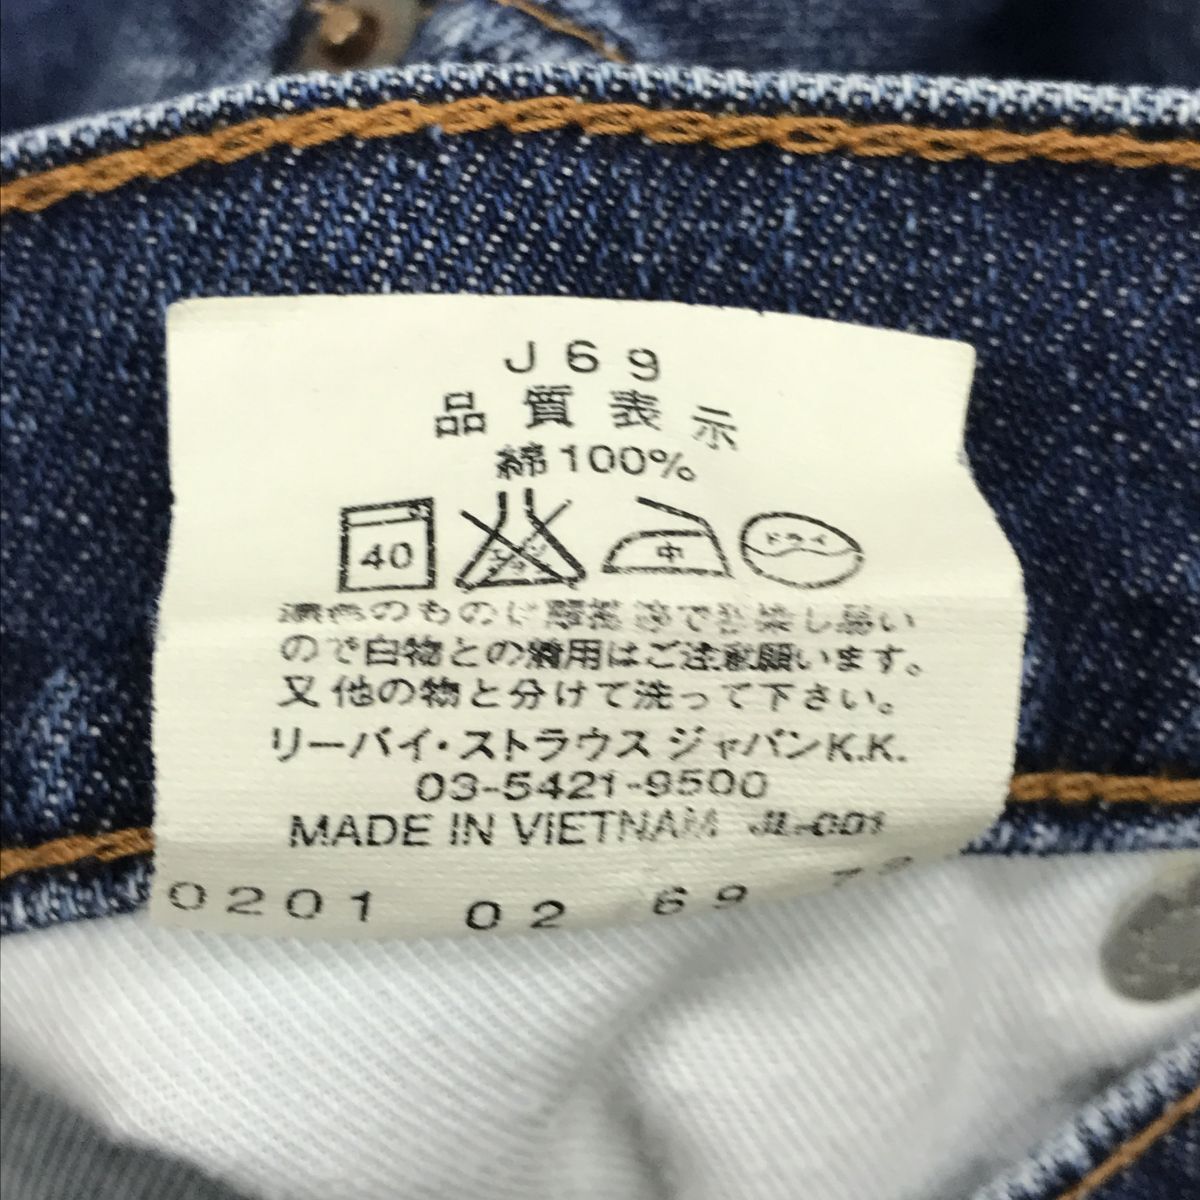 J69
品質表示
綿100%
40 中 ドライ
濃色のものは摩擦で移染し易い
ので白物との着用はご注意願います。
又他の物と分けて洗って下さい。
リーバイ・ストラウス ジャパンK.K.
03-5421-9500
MADE IN VIETNAM JL-001
0201 02 69